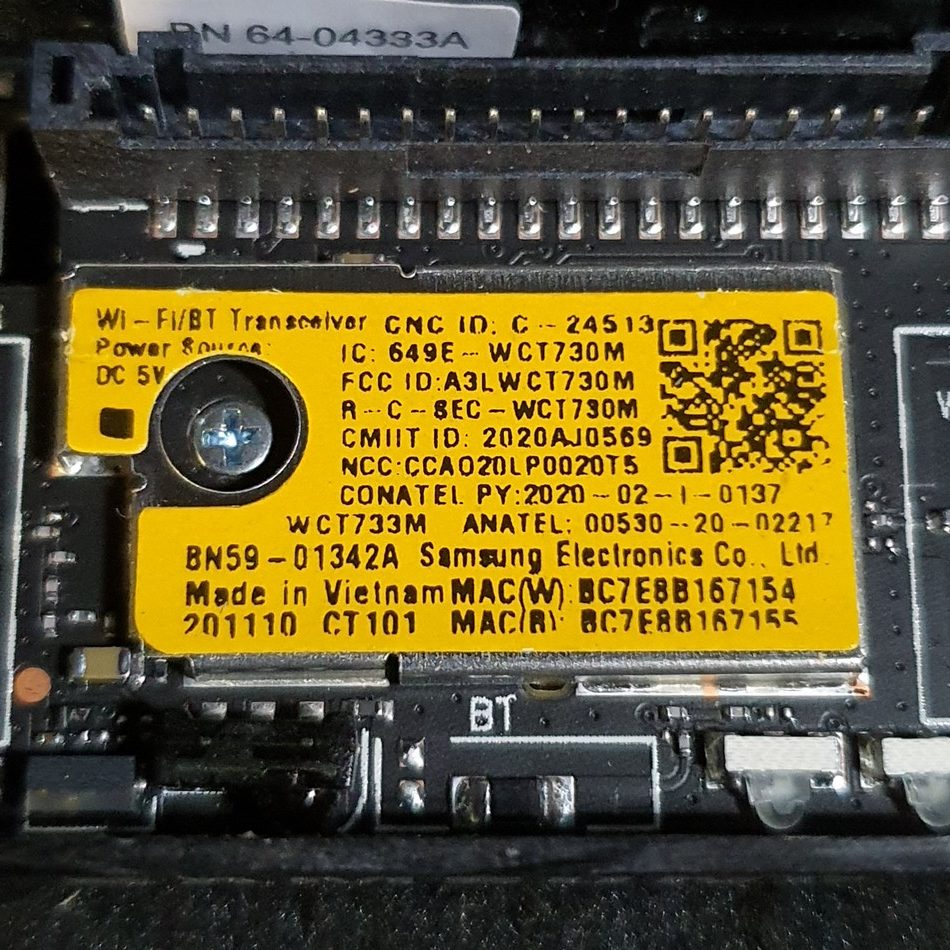 BN 64-04333A
Wi-Fi/BT Transceiver CNC ID: C-24513
Power Source:
DC 5V
IC: 649E-WCT730M
FCC ID:A3LWCT730M
R-C-SEC-WCT730M
CMIIT ID: 2020AJ0569
NCC:CCAO20LP0020T5
CONATEL PY:2020-02-I-0137
WCT733M ANATEL: 00530-20-02217
BN59-01342A Samsung Electronics Co., Ltd.
Made in Vietnam MAC(W):BC7E8B167154
201110 CT101 MAC(B): BC7E8B167155
BT